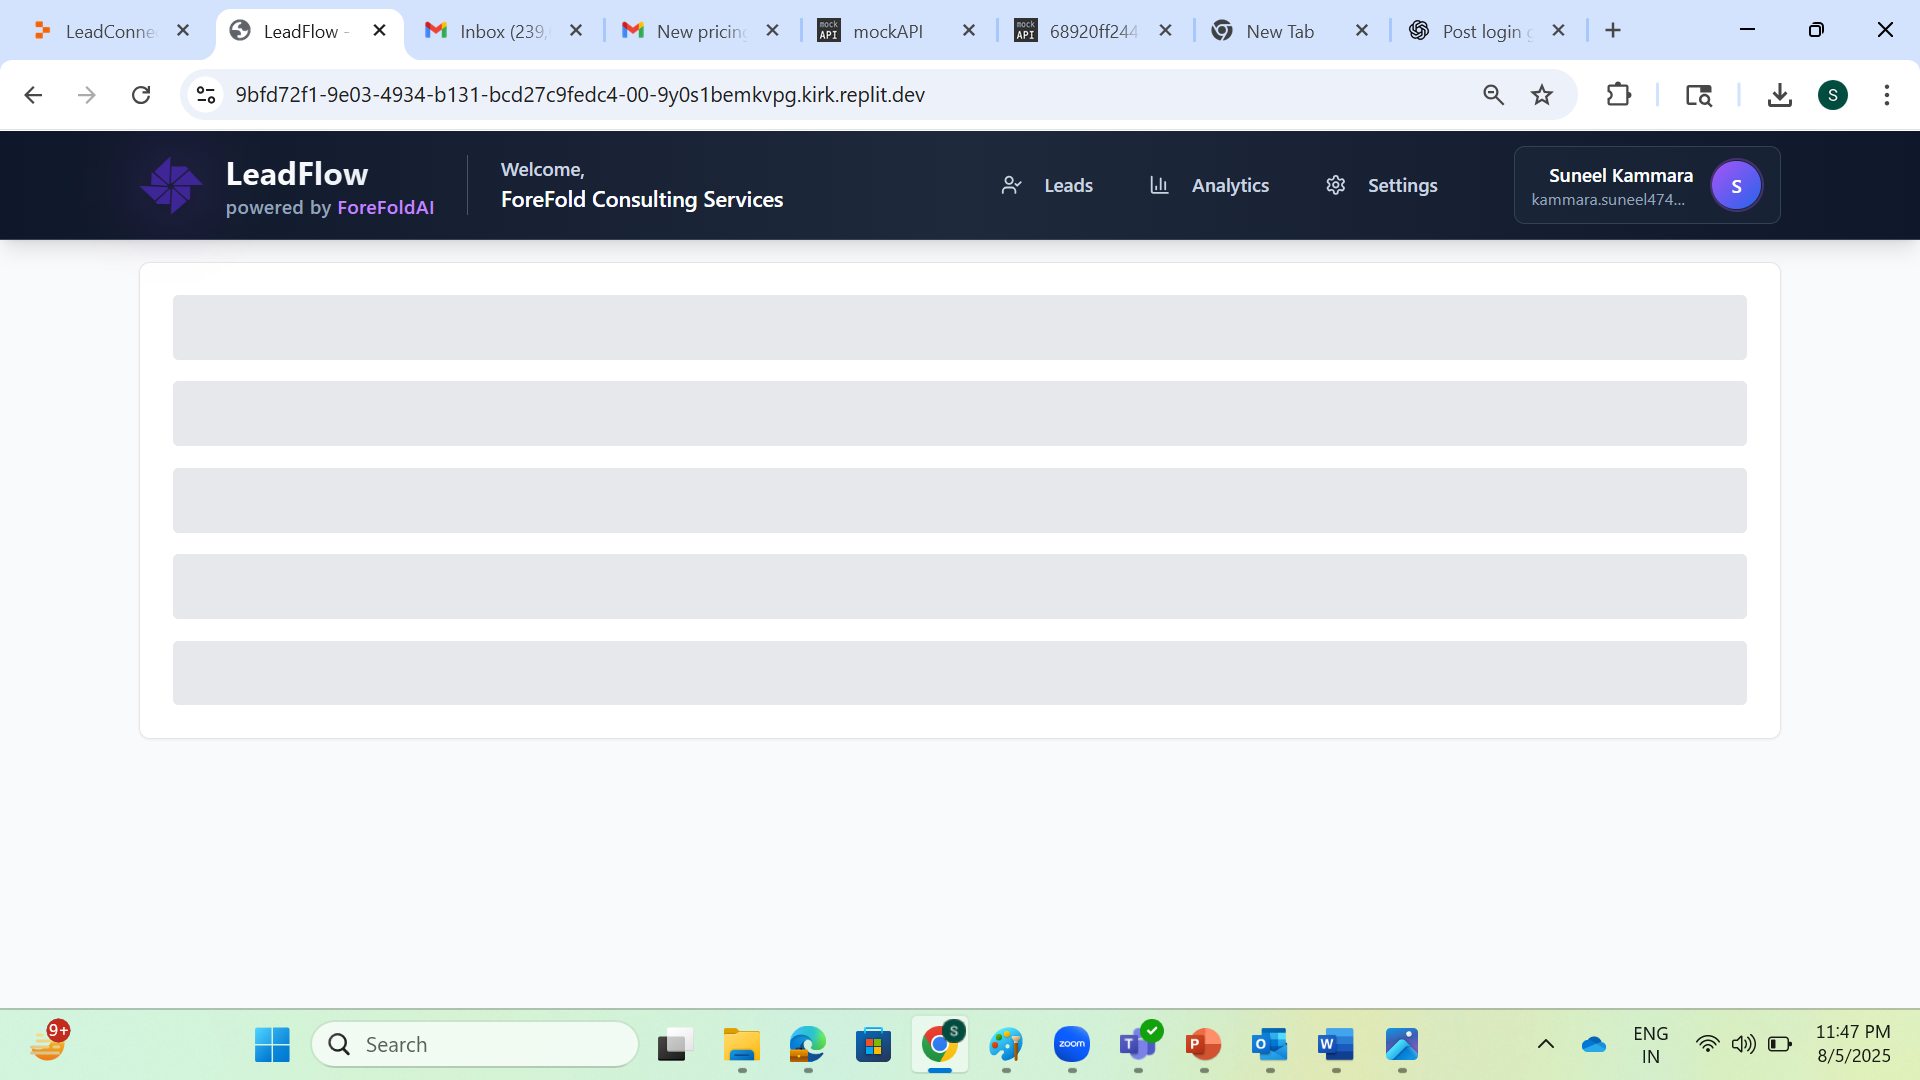 LeadConne
LeadFlow -
Inbox (239,
New pricing
mockAPI
68920ff244
New Tab
Post login g
9bfd72f1-9e03-4934-b131-bcd27c9fedc4-00-9y0s1bemkvpg.kirk.replit.dev
S
LeadFlow
powered by ForeFoldAI
Welcome,
ForeFold Consulting Services
Leads
Analytics
Settings
Suneel Kammara
kammara.suneel474...
S
9+
Search
S
zoom
ENG
IN
11:47 PM
8/5/2025